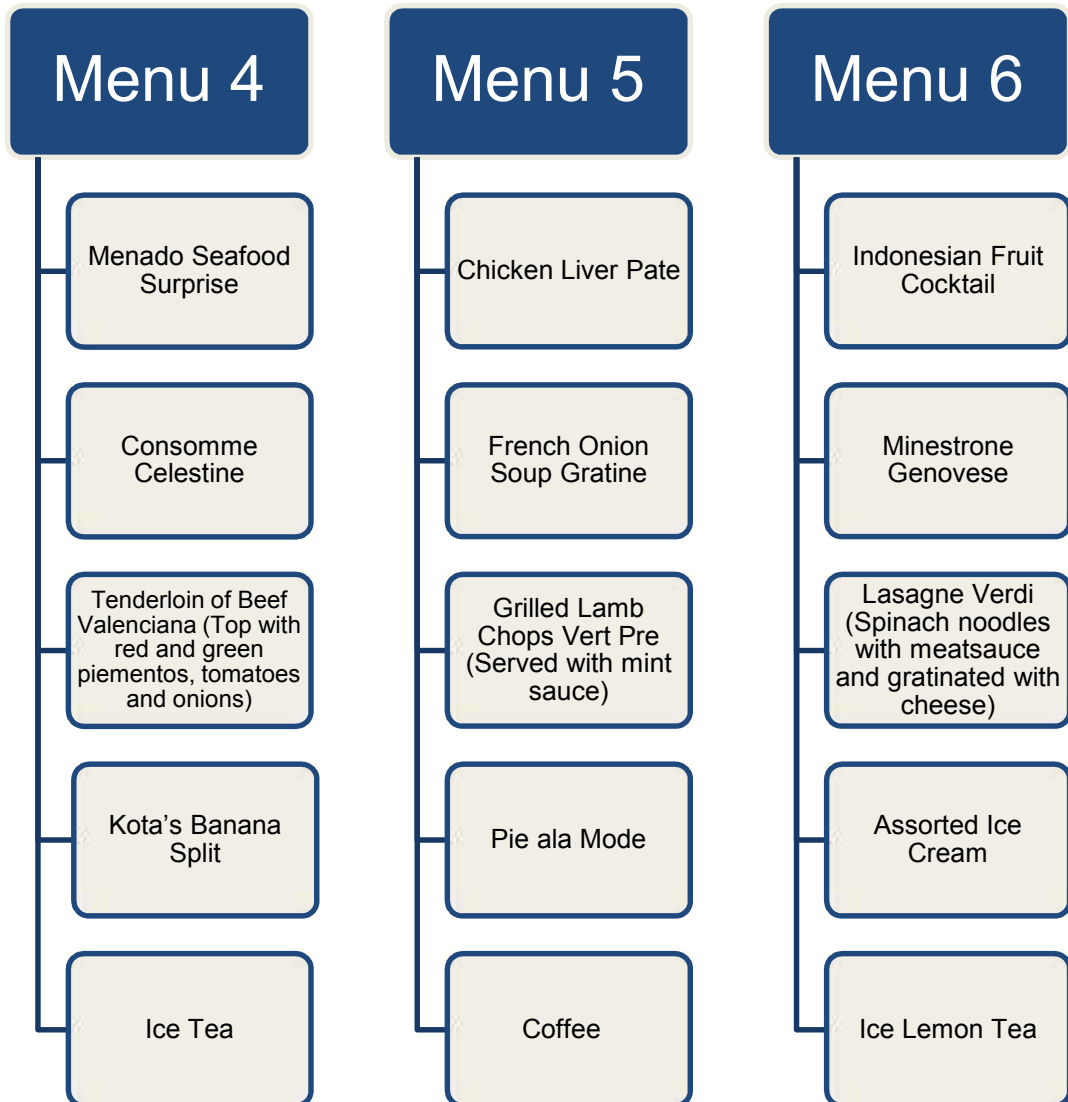 Menu 4
Menado Seafood
Surprise
Consomme
Celestine
Tenderloin of Beef
Valenciana (Top with
red and green
piementos, tomatoes
and onions)
Kota’s Banana
Split
Ice Tea
Menu 5
Chicken Liver Pate
French Onion
Soup Gratine
Grilled Lamb
Chops Vert Pre
(Served with mint
sauce)
Pie ala Mode
Coffee
Menu 6
Indonesian Fruit
Cocktail
Minestrone
Genovese
Lasagne Verdi
(Spinach noodles
with meatsauce
and gratinated with
cheese)
Assorted Ice
Cream
Ice Lemon Tea